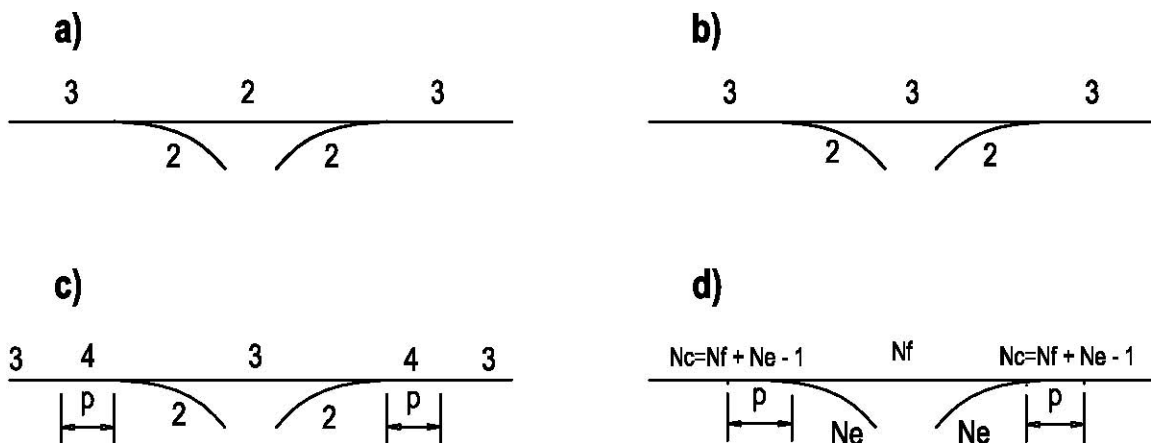 a)
3 2 3
2 2
b)
3 3 3
2 2
c)
3 4 3 4 3
p 2 2 p
d)
Nc=Nf + Ne - 1 Nf Nc=Nf + Ne - 1
p Ne Ne p